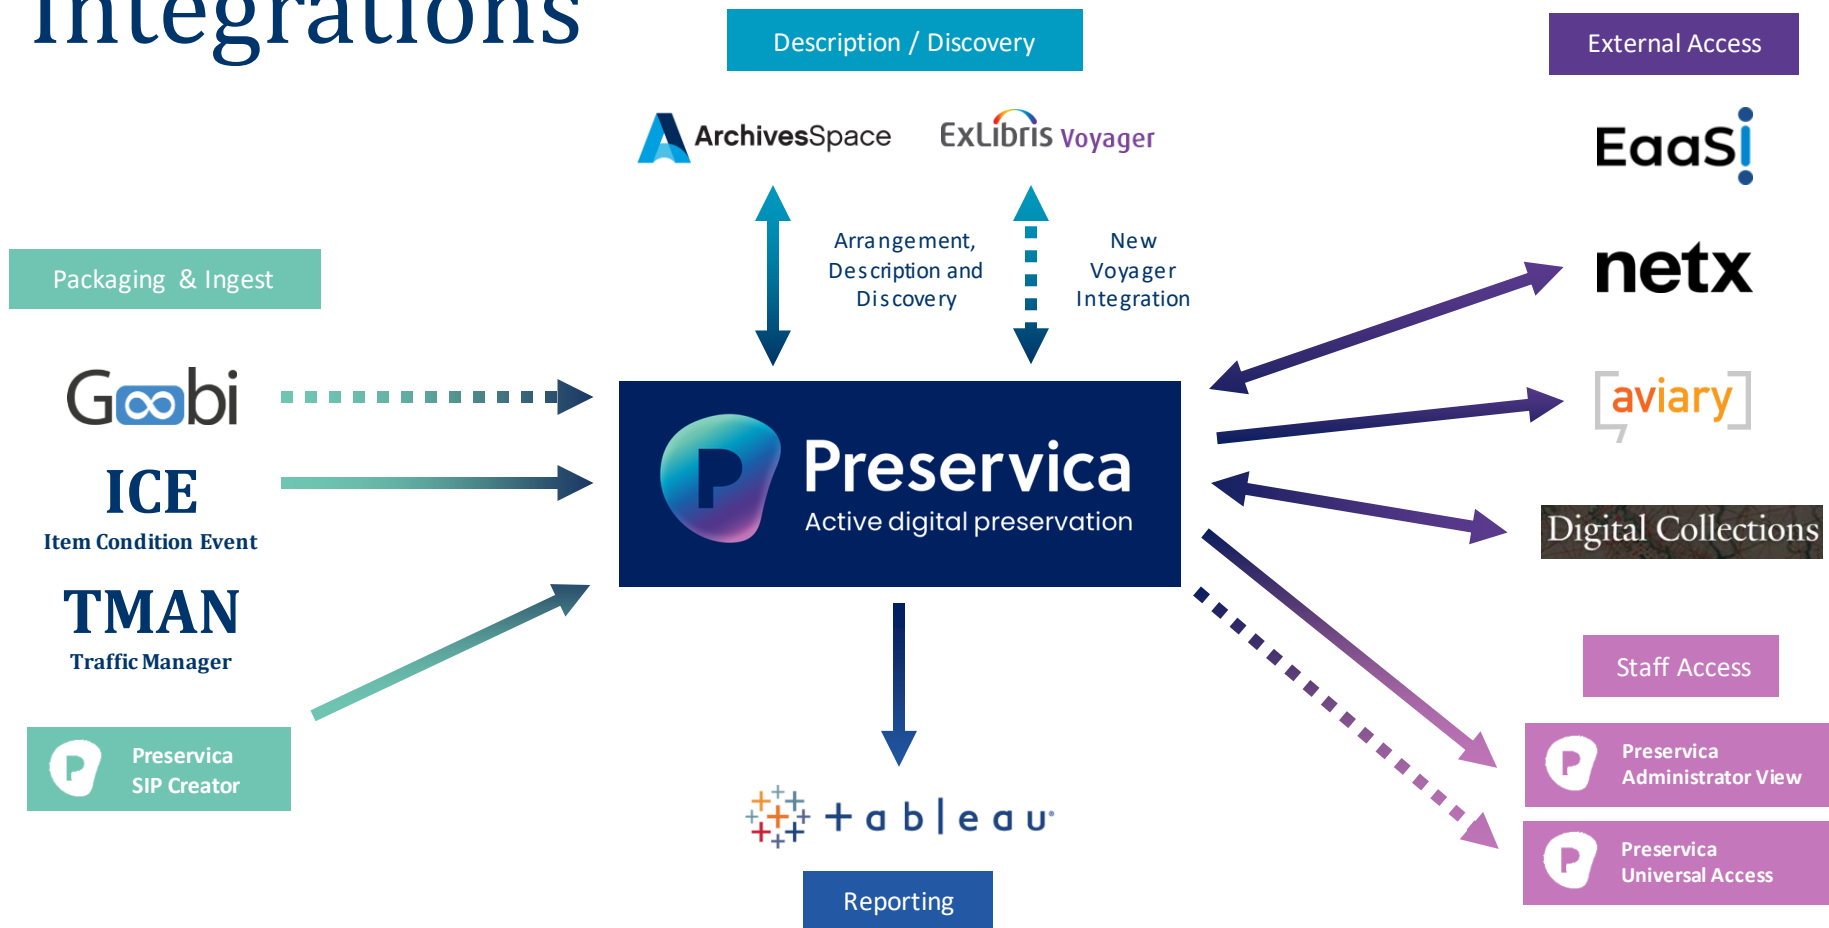 Integrations
Description / Discovery
External Access
ArchivesSpace
ExLibris Voyager
EaaSi
Arrangement,
Description and
Discovery
New
Voyager
Integration
netx
Packaging & Ingest
Goobi
aviary
ICE
Item Condition Event
Preservica
Active digital preservation
Digital Collections
TMAN
Traffic Manager
Staff Access
Preservica
SIP Creator
Preservica
Administrator View
+ableau
Preservica
Universal Access
Reporting